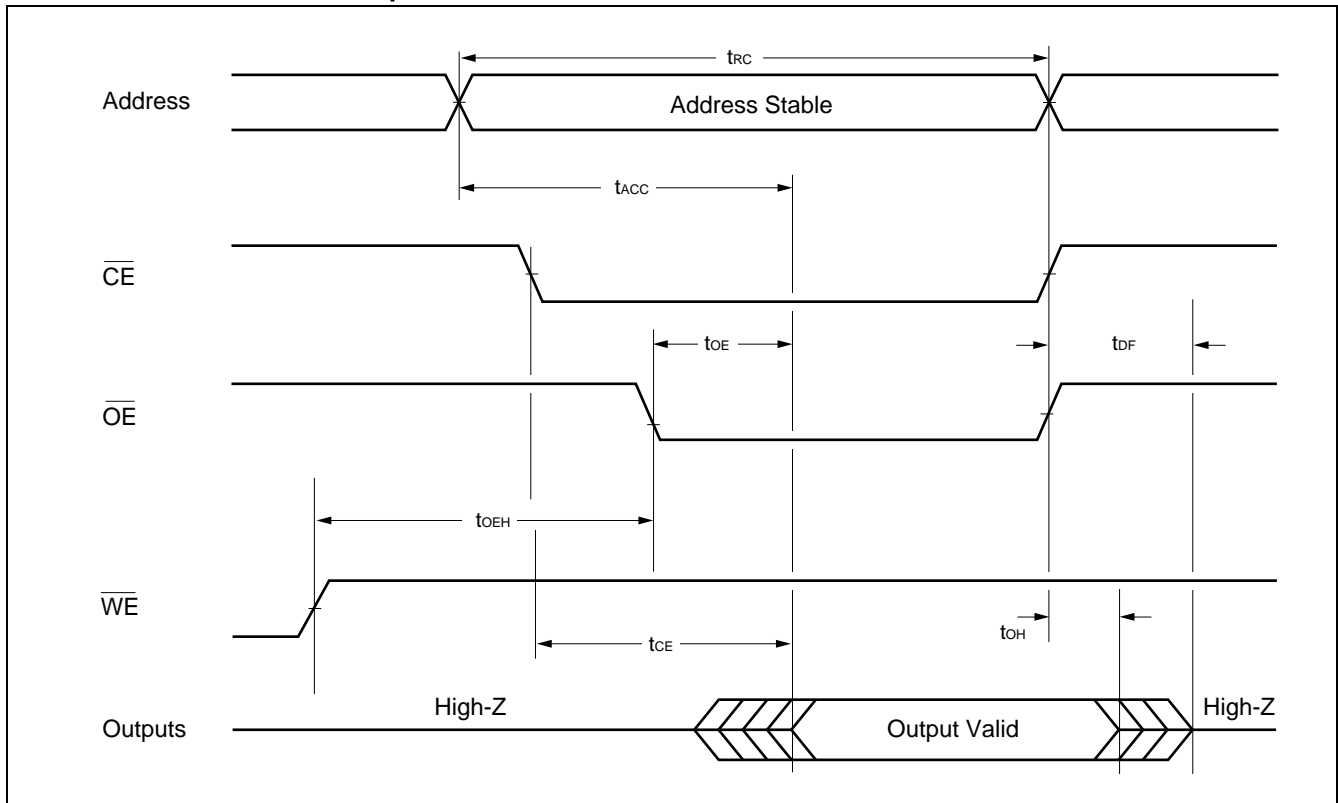 tRC
Address
Address Stable
tACC
CE
tOE
tDF
OE
tOEH
WE
tOH
tCE
High-Z
High-Z
Outputs
Output Valid